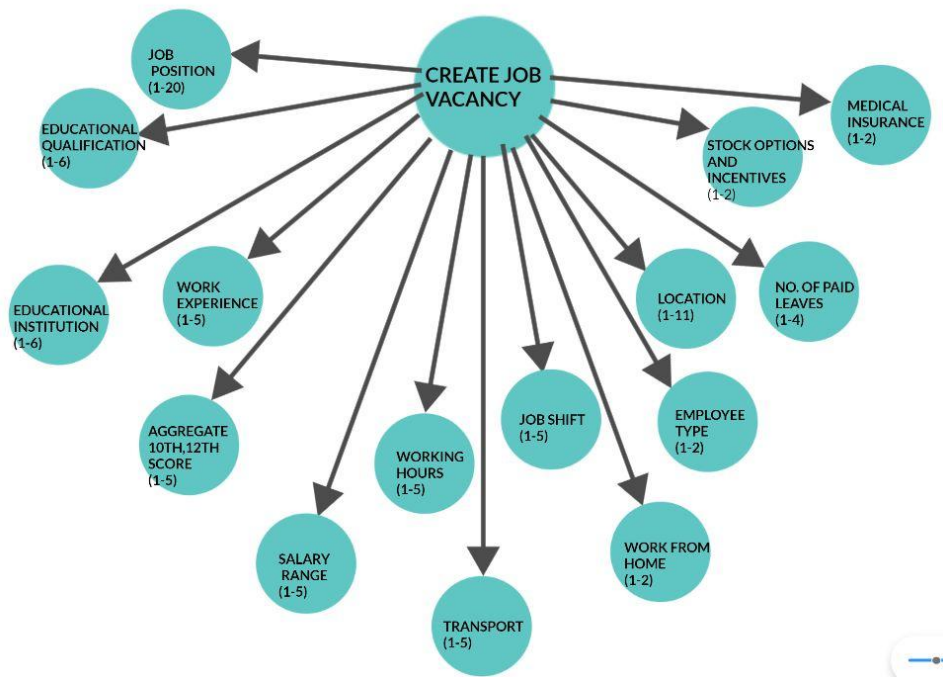 CREATE JOB
VACANCY
JOB
POSITION
(1-20)
EDUCATIONAL
QUALIFICATION
(1-6)
EDUCATIONAL
INSTITUTION
(1-6)
WORK
EXPERIENCE
(1-5)
AGGREGATE
10TH,12TH
SCORE
(1-5)
SALARY
RANGE
(1-5)
WORKING
HOURS
(1-5)
TRANSPORT
(1-5)
JOB SHIFT
(1-5)
WORK FROM
HOME
(1-2)
EMPLOYEE
TYPE
(1-2)
LOCATION
(1-11)
NO. OF PAID
LEAVES
(1-4)
STOCK OPTIONS
AND
INCENTIVES
(1-2)
MEDICAL
INSURANCE
(1-2)